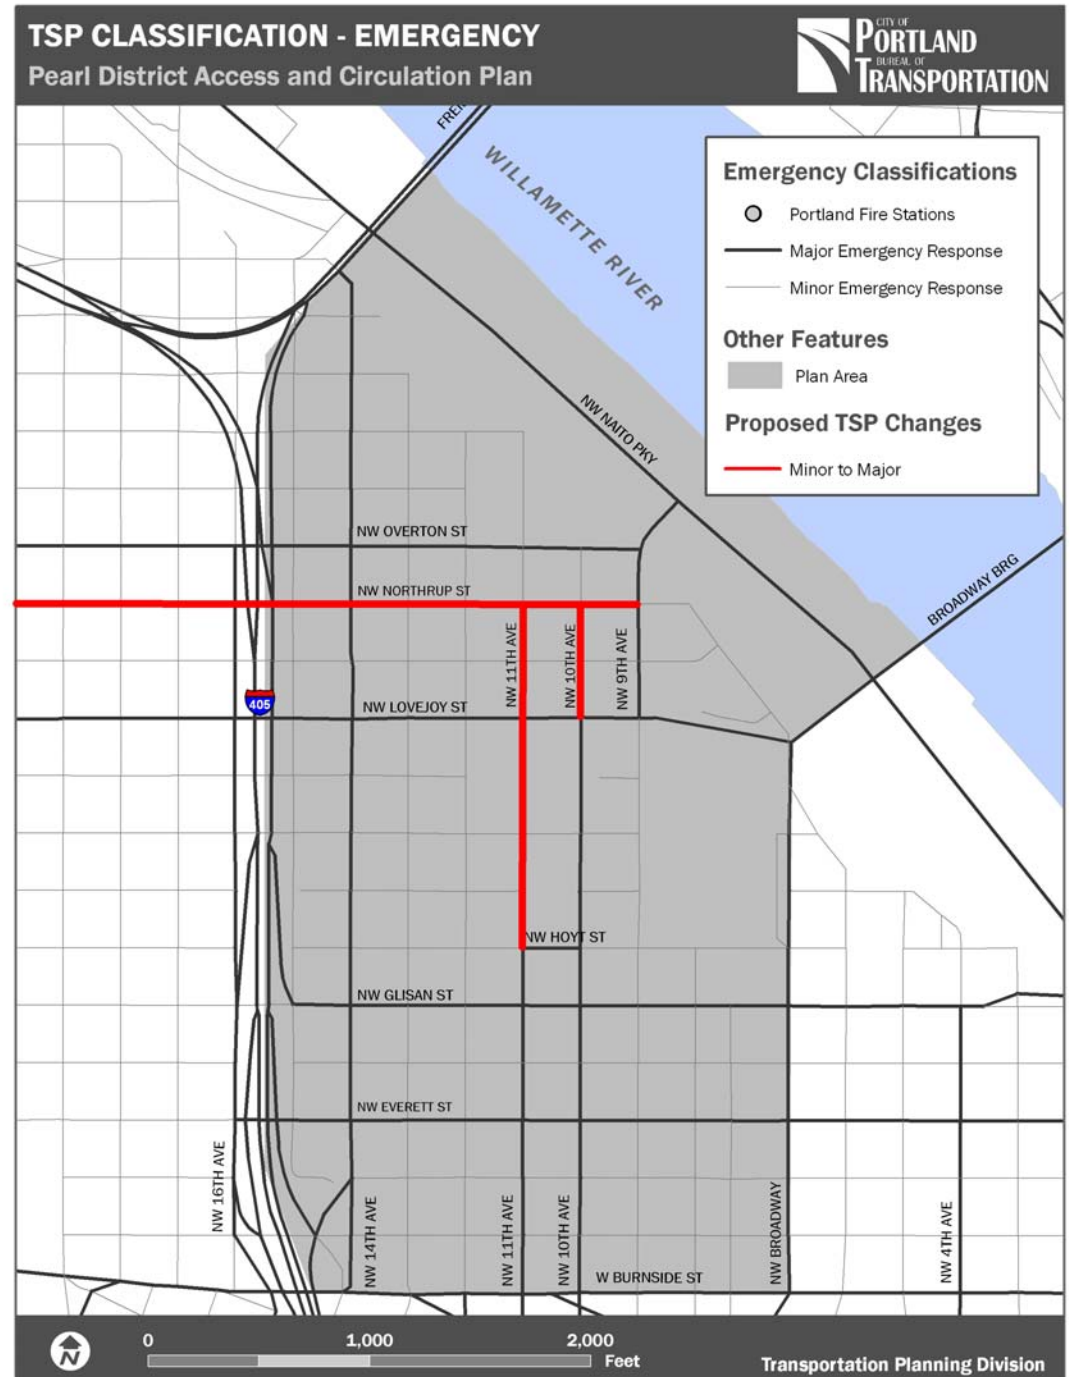 TSP CLASSIFICATION - EMERGENCY
Pearl District Access and Circulation Plan
CITY OF
PORTLAND
BUREAU OF
TRANSPORTATION
WILLAMETTE RIVER
Emergency Classifications
Portland Fire Stations
Major Emergency Response
Minor Emergency Response
Other Features
Plan Area
Proposed TSP Changes
Minor to Major
NW NAITO PKY
NW OVERTON ST
BROADWAY BRG
NW NORTHRUP ST
NW 11TH AVE
NW 10TH AVE
NW 9TH AVE
405
NW LOVEJOY ST
NW HOYT ST
NW GLISAN ST
NW EVERETT ST
NW 16TH AVE
NW 14TH AVE
NW 11TH AVE
NW 10TH AVE
NW BROADWAY
NW 4TH AVE
W BURNSIDE ST
N
0
1,000
2,000
Feet
Transportation Planning Division